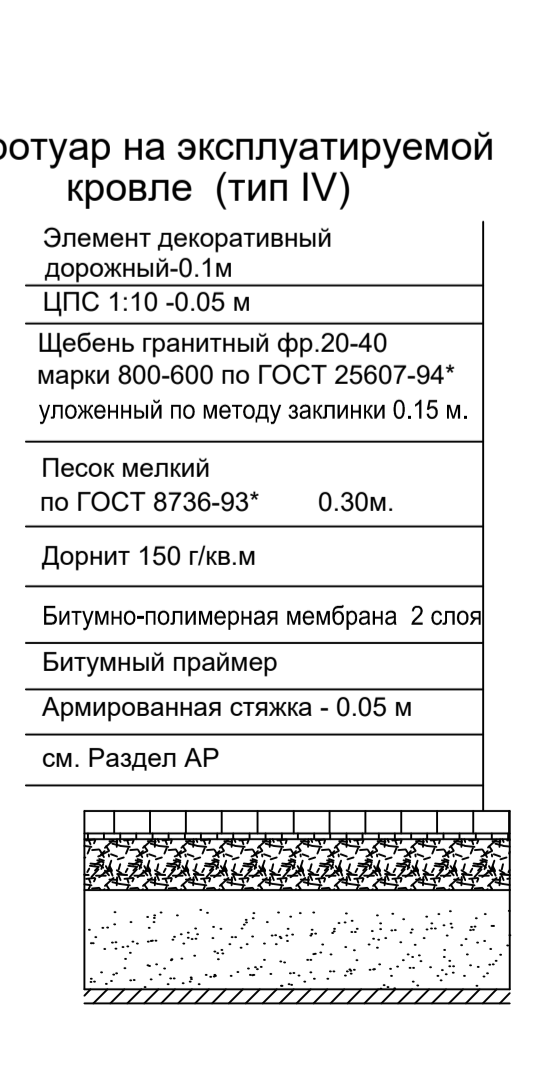 на эксплуатируемой
кровле (тип IV)
Элемент декоративный
дорожный-0.1м
ЦПС 1:10 -0.05 м
Щебень гранитный фр.20-40
марки 800-600 по ГОСТ 25607-94*
уложенный по методу заклинки 0.15 м.
Песок мелкий
по ГОСТ 8736-93* 0.30м.
Дорнит 150 г/кв.м
Битумно-полимерная мембрана 2 слоя
Битумный праймер
Армированная стяжка - 0.05 м
см. Раздел АР